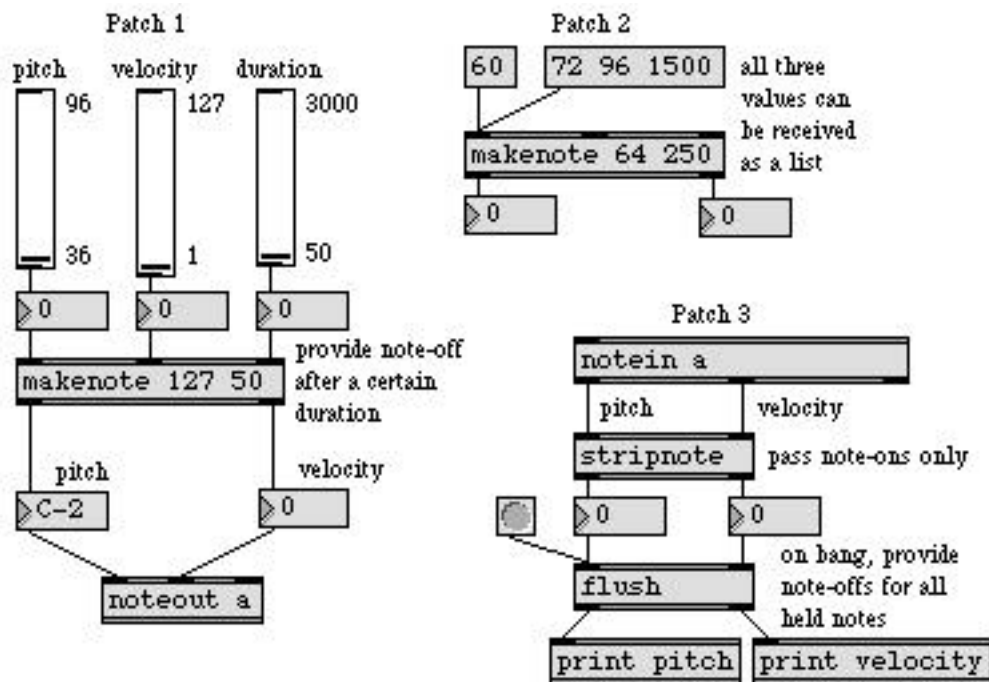 Patch 1
pitch velocity duration
96 127 3000
36 1 50
0 0 0
makenote 127 50
provide note-off
after a certain
duration
pitch velocity
C-2 0
noteout a
Patch 2
60 72 96 1500
all three
values can
be received
as a list
makenote 64 250
0 0
Patch 3
notein a
pitch velocity
stripnote
pass note-ons only
0 0
flush
on bang, provide
note-offs for all
held notes
print pitch print velocity